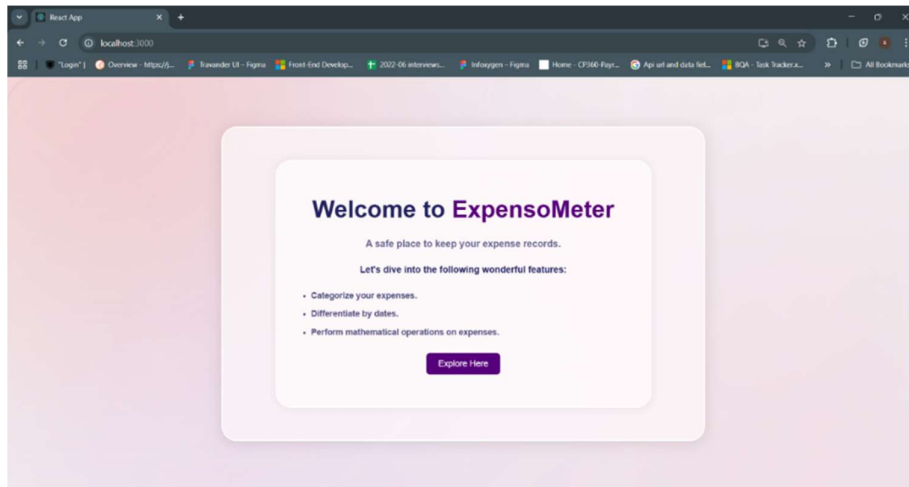 React App
localhost:3000
"Login" |
Overview - https://j...
Travander UI - Figma
Front-End Develop...
2022-06 interviews...
Infoxygen - Figma
Home - CP360-Payr...
Api url and data fiel...
BQA - Task Tracker.x...
»
All Bookmarks
Welcome to ExpensoMeter
A safe place to keep your expense records.
Let's dive into the following wonderful features:
• Categorize your expenses.
• Differentiate by dates.
• Perform mathematical operations on expenses.
Explore Here